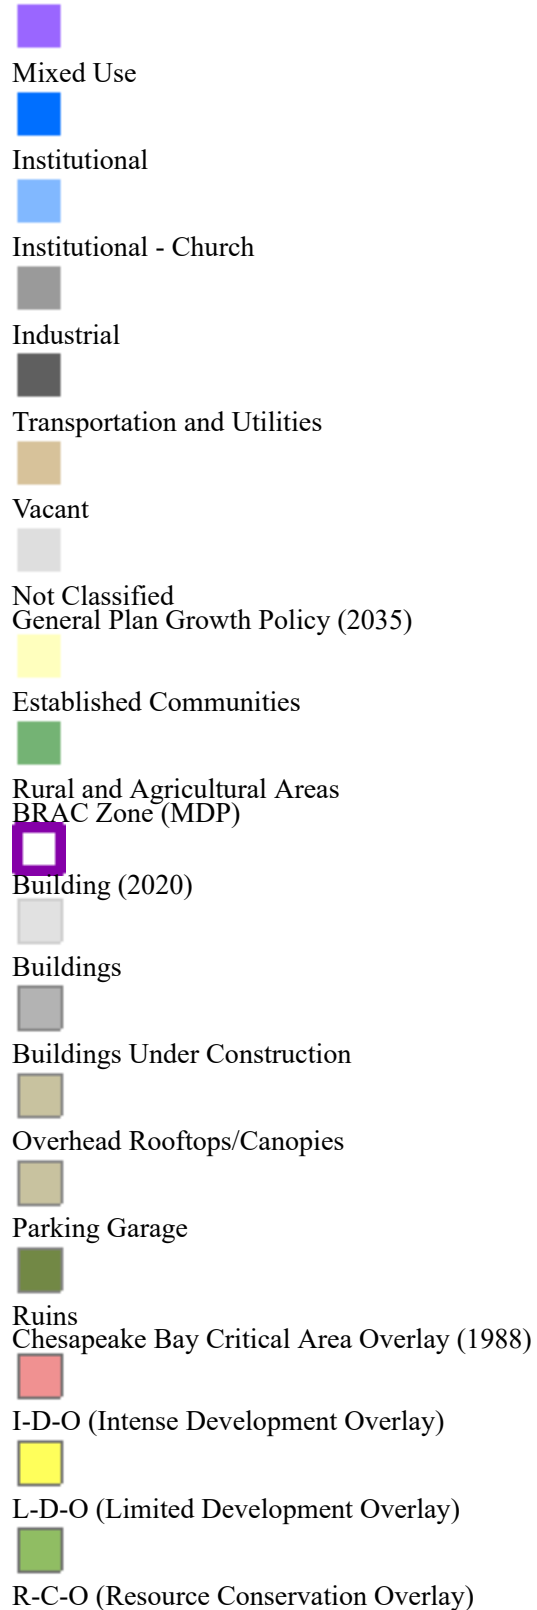 Mixed Use
Institutional
Institutional - Church
Industrial
Transportation and Utilities
Vacant
Not Classified
General Plan Growth Policy (2035)
Established Communities
Rural and Agricultural Areas
BRAC Zone (MDP)
Building (2020)
Buildings
Buildings Under Construction
Overhead Rooftops/Canopies
Parking Garage
Ruins
Chesapeake Bay Critical Area Overlay (1988)
I-D-O (Intense Development Overlay)
L-D-O (Limited Development Overlay)
R-C-O (Resource Conservation Overlay)